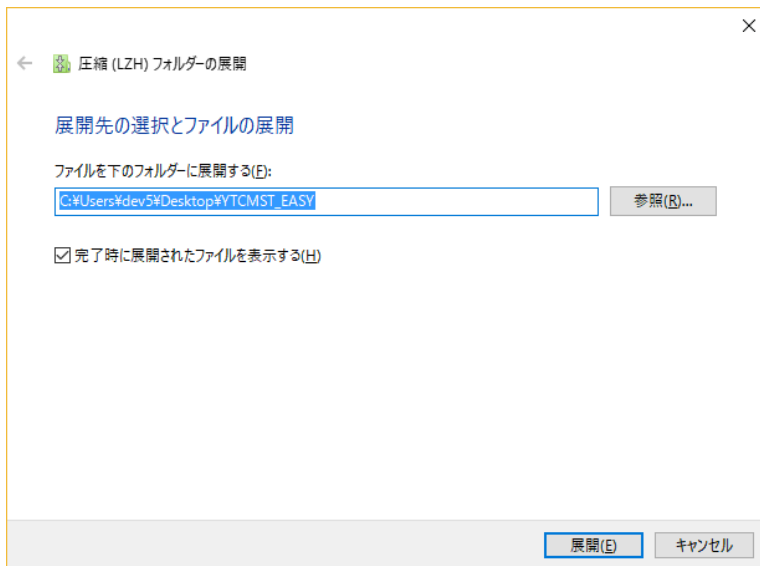 圧縮 (LZH) フォルダーの展開
展開先の選択とファイルの展開
ファイルを下のフォルダーに展開する(F):
C:¥Users¥dev5¥Desktop¥YTCMST_EASY
参照(R)...
完了時に展開されたファイルを表示する(H)
展開(E)
キャンセル